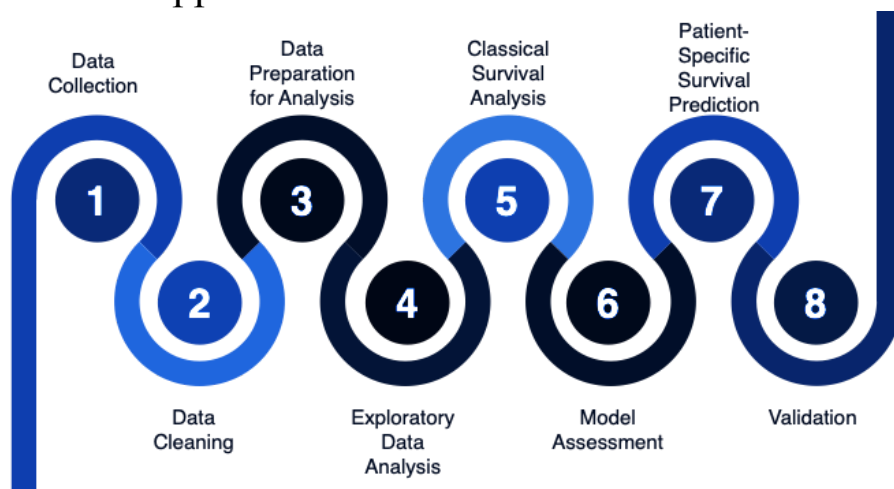 Data
Collection
Data
Preparation
for Analysis
Classical
Survival
Analysis
Patient-
Specific
Survival
Prediction
1
3
5
7
2
4
6
8
Data
Cleaning
Exploratory
Data
Analysis
Model
Assessment
Validation